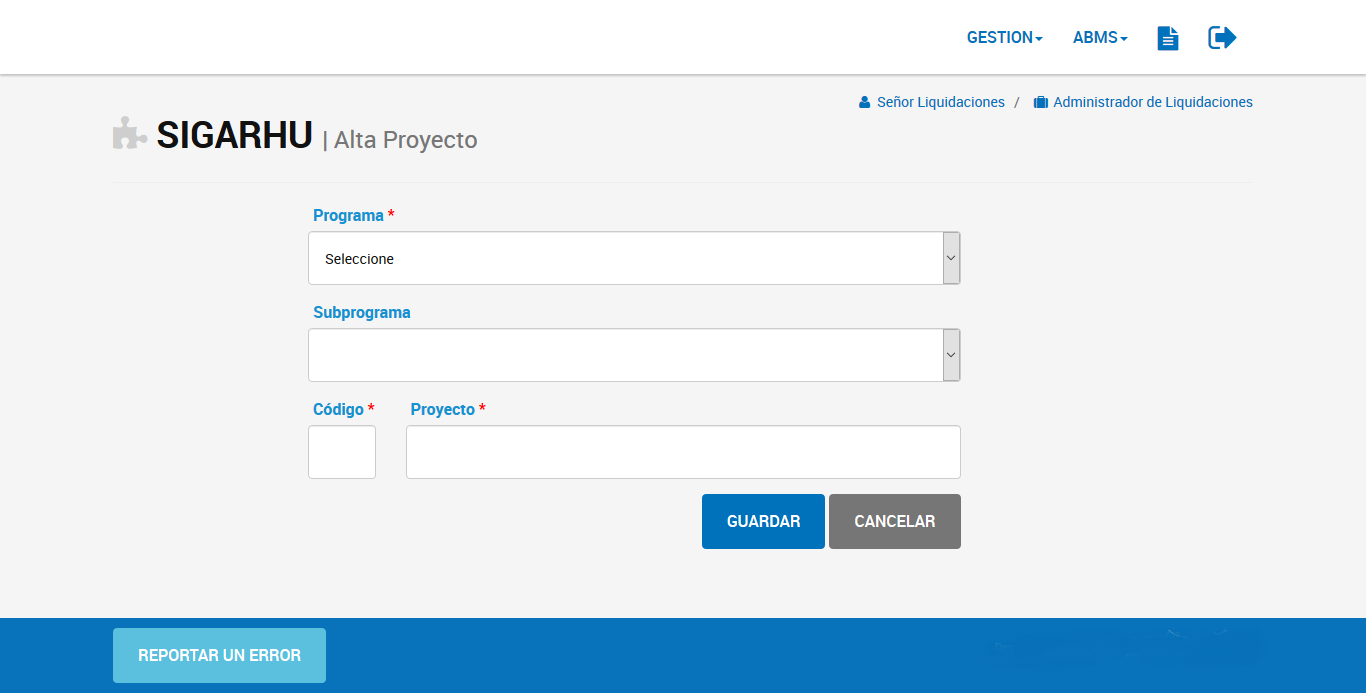 GESTION ABMS
Señor Liquidaciones / Administrador de Liquidaciones
SIGARHU | Alta Proyecto
Programa *
Seleccione
Subprograma
Código * Proyecto *
GUARDAR CANCELAR
REPORTAR UN ERROR